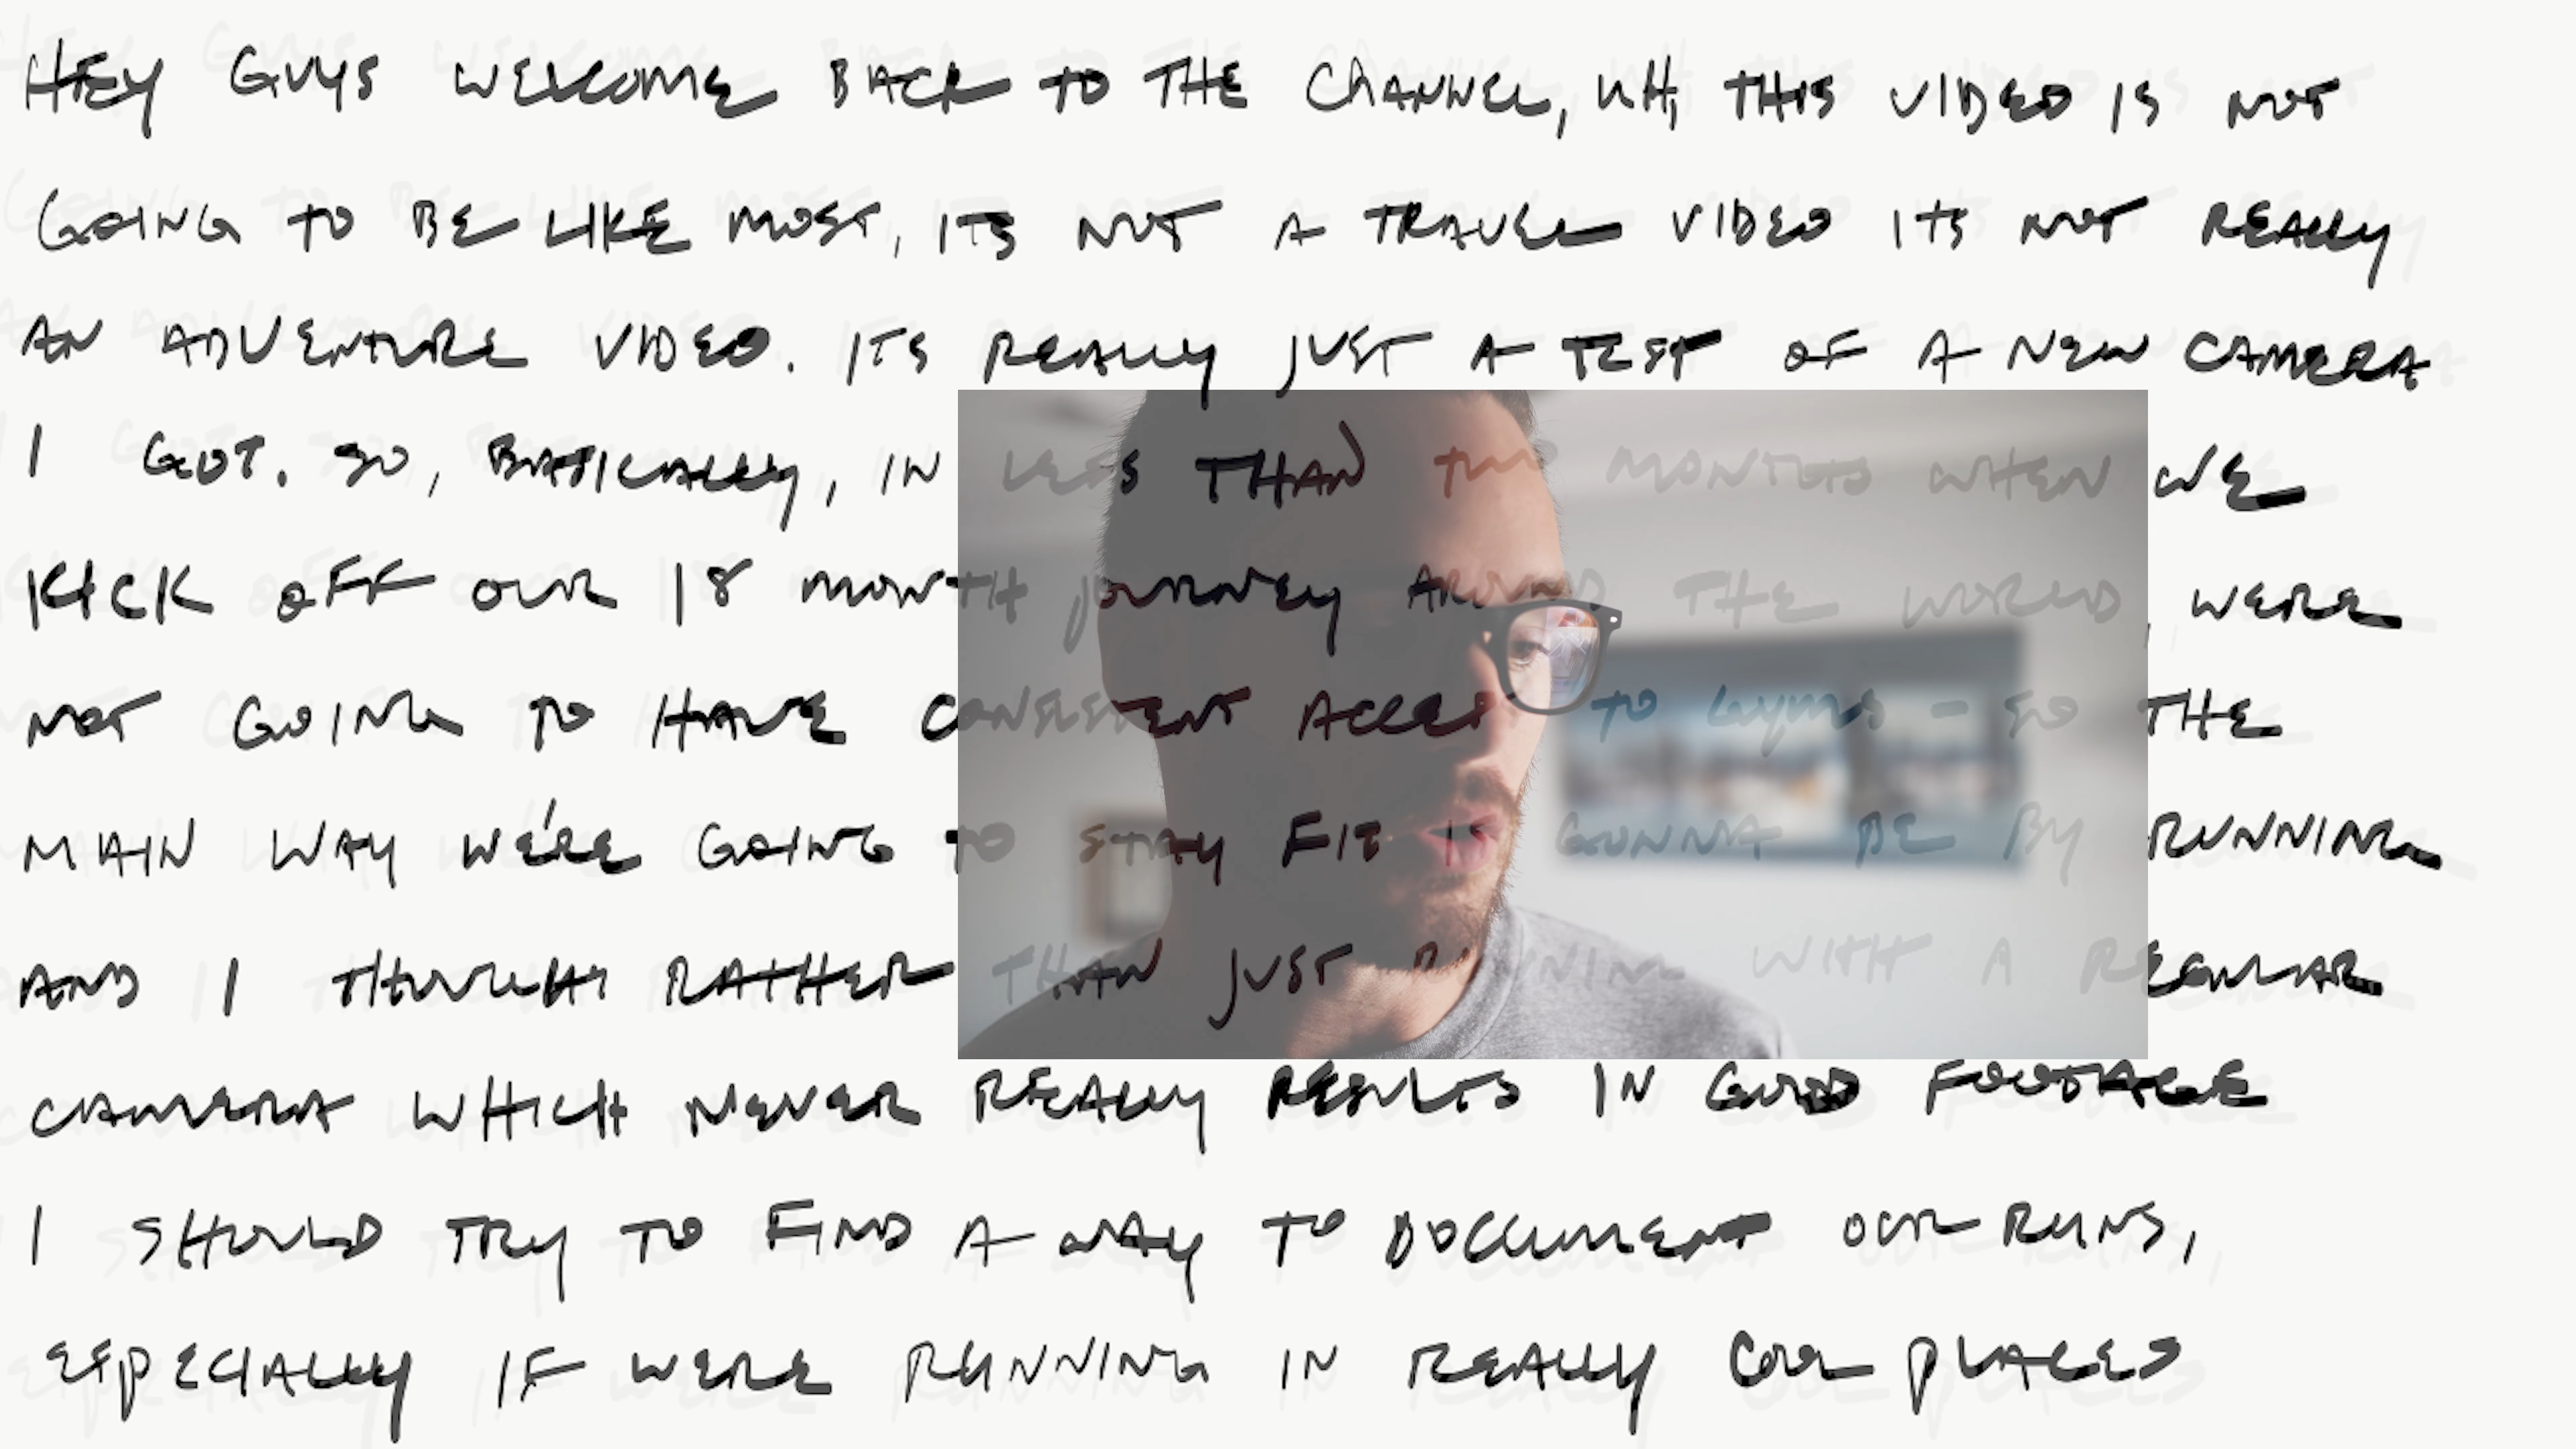 HEY GUYS WELCOME BACK TO THE CHANNEL, UH, THIS VIDEO IS NOT
GOING TO BE LIKE MOST, ITS NOT A TRAVEL VIDEO ITS NOT REALLY
AN ADVENTURE VIDEO. ITS REALLY JUST A TEST OF A NEW CAMERA
I GOT. SO, BASICALLY, IN LESS THAN TWO MONTHS WHEN WE
KICK OFF OUR 18 MONTH JOURNEY AROUND THE WORLD, WERE
NOT GOING TO HAVE CONSISTENT ACCESS TO GYMS - SO THE
MAIN WAY WE'RE GOING TO STAY FIT IS GUNNA BE BY RUNNING
AND I THOUGHT RATHER THAN JUST RUNNING WITH A REGULAR
CAMERA WHICH NEVER REALLY RESULTS IN GOOD FOOTAGE
I SHOULD TRY TO FIND A WAY TO DOCUMENT OUR RUNS,
ESPECIALLY IF WERE RUNNING IN REALLY COOL PLACES